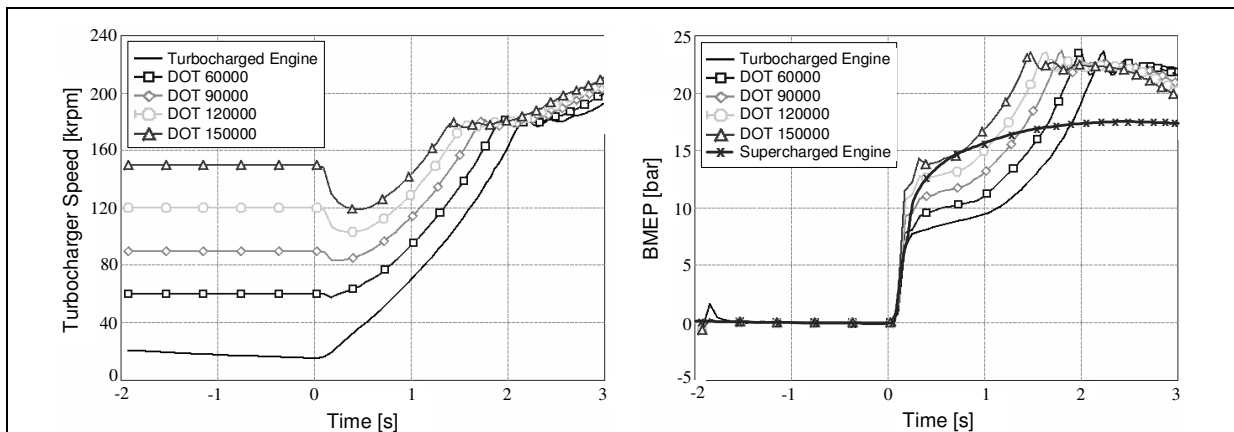 240
200
160
120
80
40
0
Turbocharger Speed [krpm]
Turbocharged Engine
DOT 60000
DOT 90000
DOT 120000
DOT 150000
-2
-1
0
1
2
3
Time [s]
25
20
15
10
5
0
-5
BMEP [bar]
Turbocharged Engine
DOT 60000
DOT 90000
DOT 120000
DOT 150000
Supercharged Engine
-2
-1
0
1
2
3
Time [s]